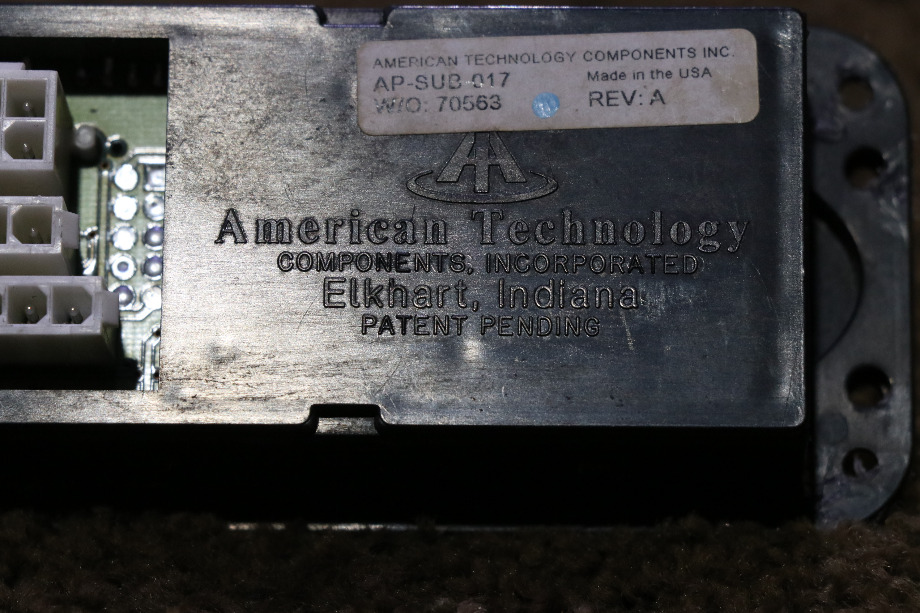 AMERICAN TECHNOLOGY COMPONENTS INC.
AP-SUB-017
Made in the USA
W/O: 70563
REV: A
American Technology
COMPONENTS, INCORPORATED
Elkhart, Indiana
PATENT PENDING